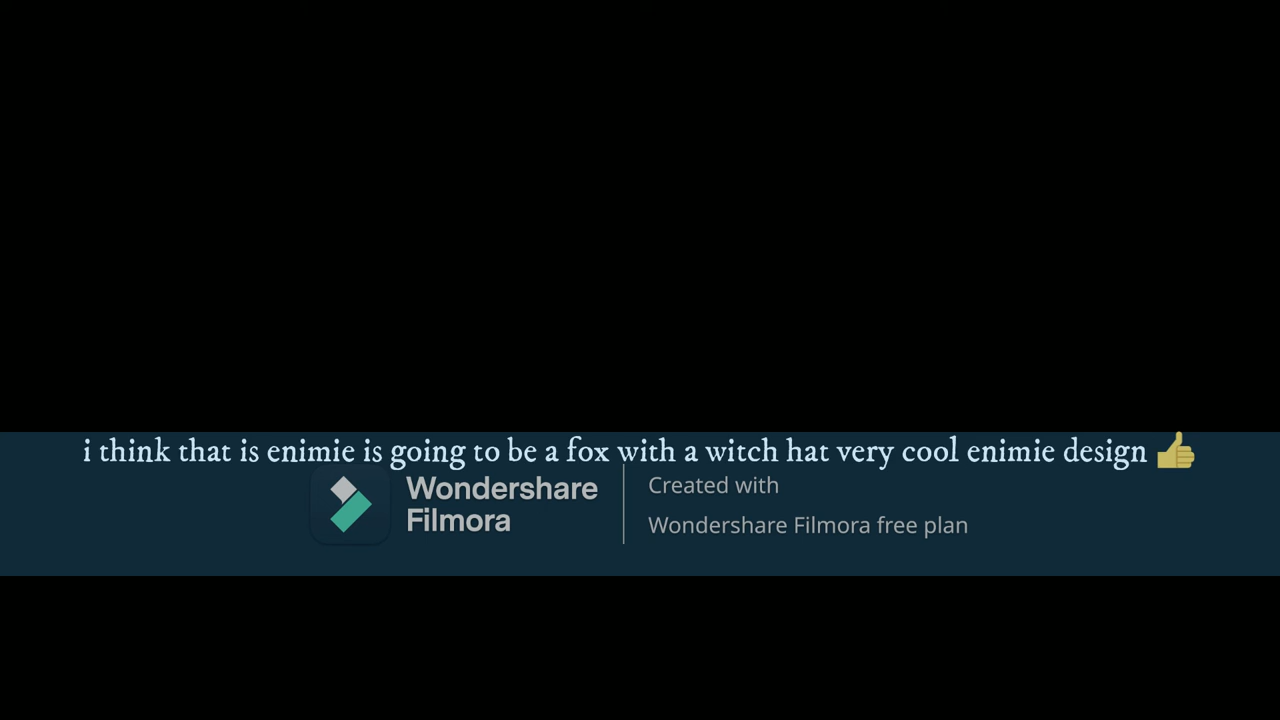 i think that is enimie is going to be a fox with a witch hat very cool enimie design 👍
Wondershare
Filmora
Created with
Wondershare Filmora free plan